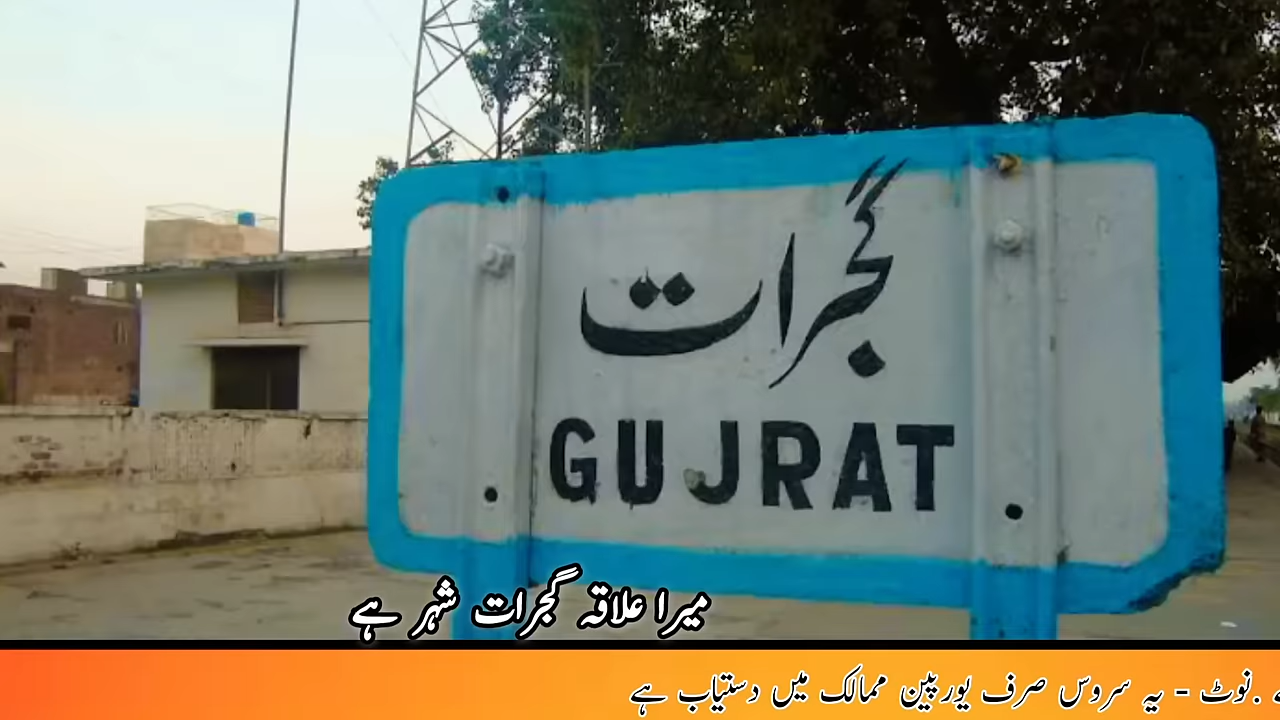 گجرات
GUJRAT
میرا علاقہ گجرات شہر ہے
نوٹ - یہ سروس صرف یورپین ممالک میں دستیاب ہے